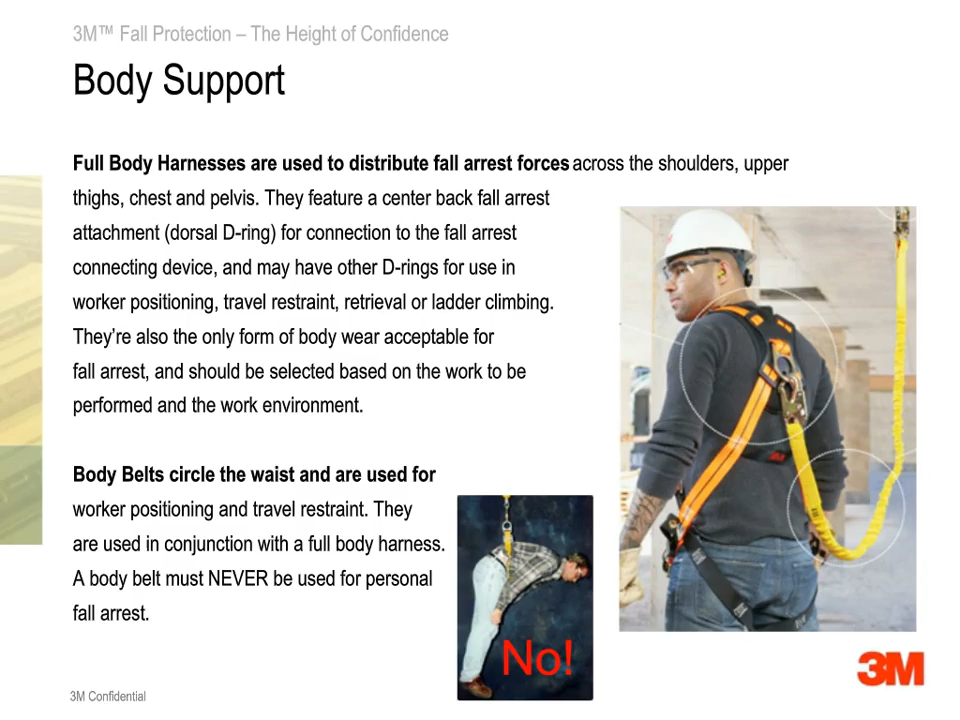 3M™ Fall Protection – The Height of Confidence
Body Support
Full Body Harnesses are used to distribute fall arrest forces across the shoulders, upper
thighs, chest and pelvis. They feature a center back fall arrest
attachment (dorsal D-ring) for connection to the fall arrest
connecting device, and may have other D-rings for use in
worker positioning, travel restraint, retrieval or ladder climbing.
They’re also the only form of body wear acceptable for
fall arrest, and should be selected based on the work to be
performed and the work environment.
Body Belts circle the waist and are used for
worker positioning and travel restraint. They
are used in conjunction with a full body harness.
A body belt must NEVER be used for personal
fall arrest.
No!
3M
3M
3M Confidential